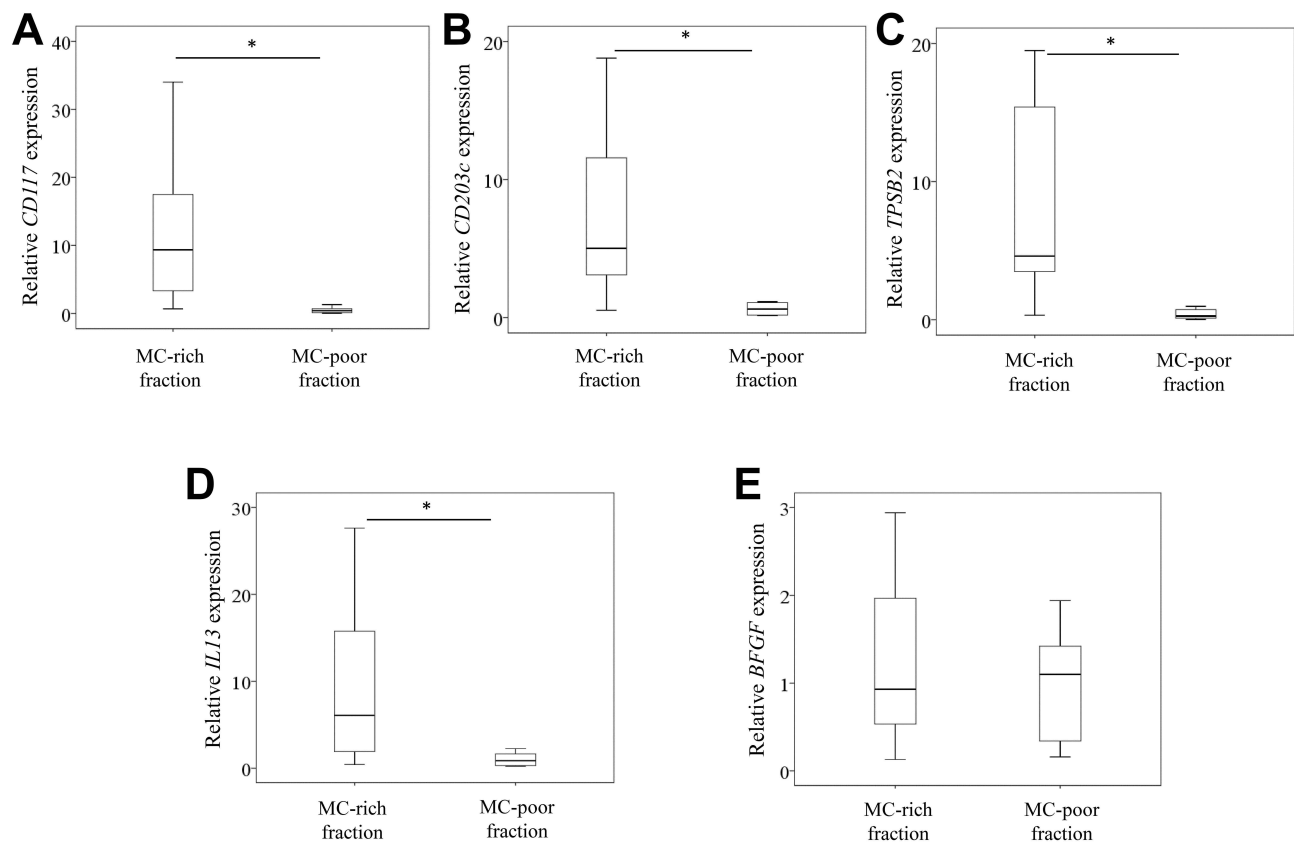 A
Relative CD117 expression
40
30
20
10
0
*
MC-rich
fraction
MC-poor
fraction
B
Relative CD203c expression
20
10
0
*
MC-rich
fraction
MC-poor
fraction
C
Relative TPSB2 expression
20
10
0
*
MC-rich
fraction
MC-poor
fraction
D
Relative IL13 expression
30
20
10
0
*
MC-rich
fraction
MC-poor
fraction
E
Relative BFGF expression
3
2
1
0
MC-rich
fraction
MC-poor
fraction